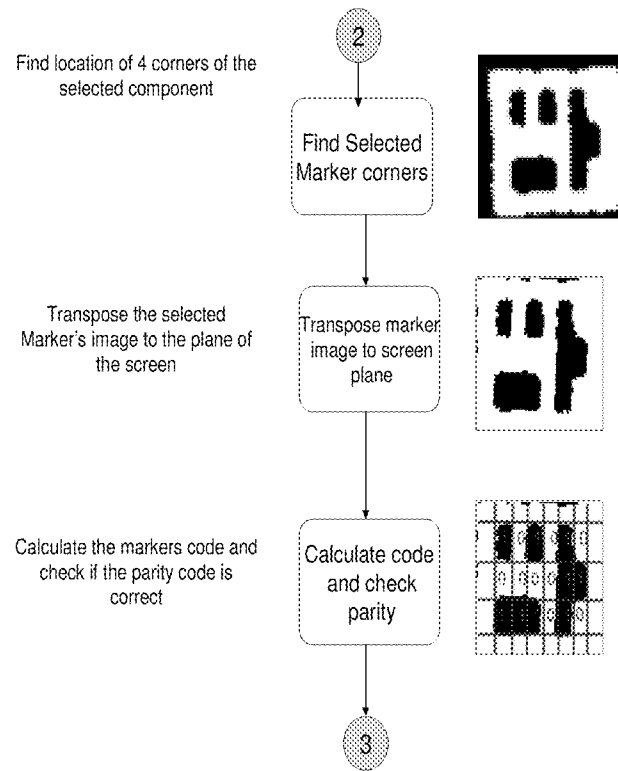 2
Find location of 4 corners of the
selected component
Find Selected
Marker corners
Transpose the selected
Marker's image to the plane of
the screen
Transpose marker
image to screen
plane
Calculate the markers code and
check if the parity code is
correct
Calculate code
and check
parity
3